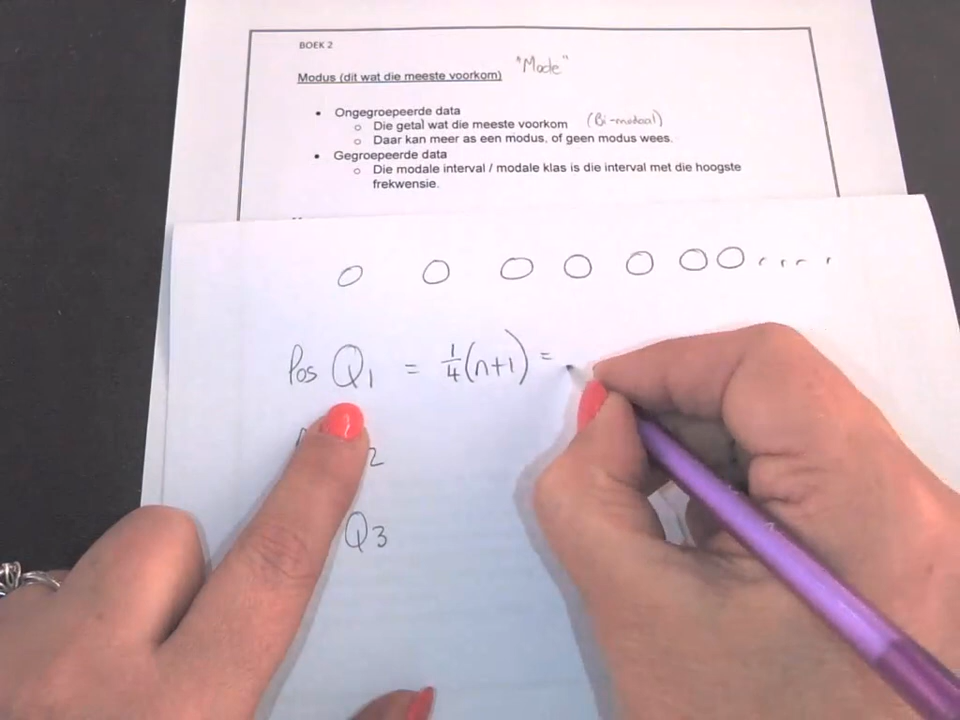 BOEK 2
Modus (dit wat die meeste voorkom) "Mode"
• Ongegroepeerde data
o Die getal wat die meeste voorkom (Bi-modaal)
o Daar kan meer as een modus, of geen modus wees.
• Gegroepeerde data
o Die modale interval / modale klas is die interval met die hoogste
frekwensie.
Pos Q1 = 1/4(n+1) =
2
Q3